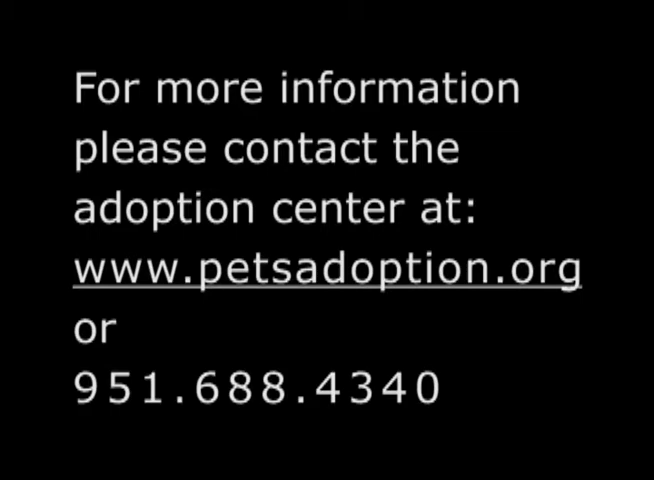 For more information
please contact the
adoption center at:
www.petsadoption.org
or
951.688.4340